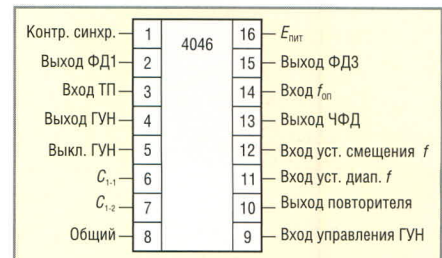 Контр. синхр. 1 4046 16 Eпит
Выход ФД1 2 15 Выход ФД3
Вход ТП 3 14 Вход fоп
Выход ГУН 4 13 Выход ЧФД
Выкл. ГУН 5 12 Вход уст. смещения f
C1-1 6 11 Вход уст. диап. f
C1-2 7 10 Выход повторителя
Общий 8 9 Вход управления ГУН